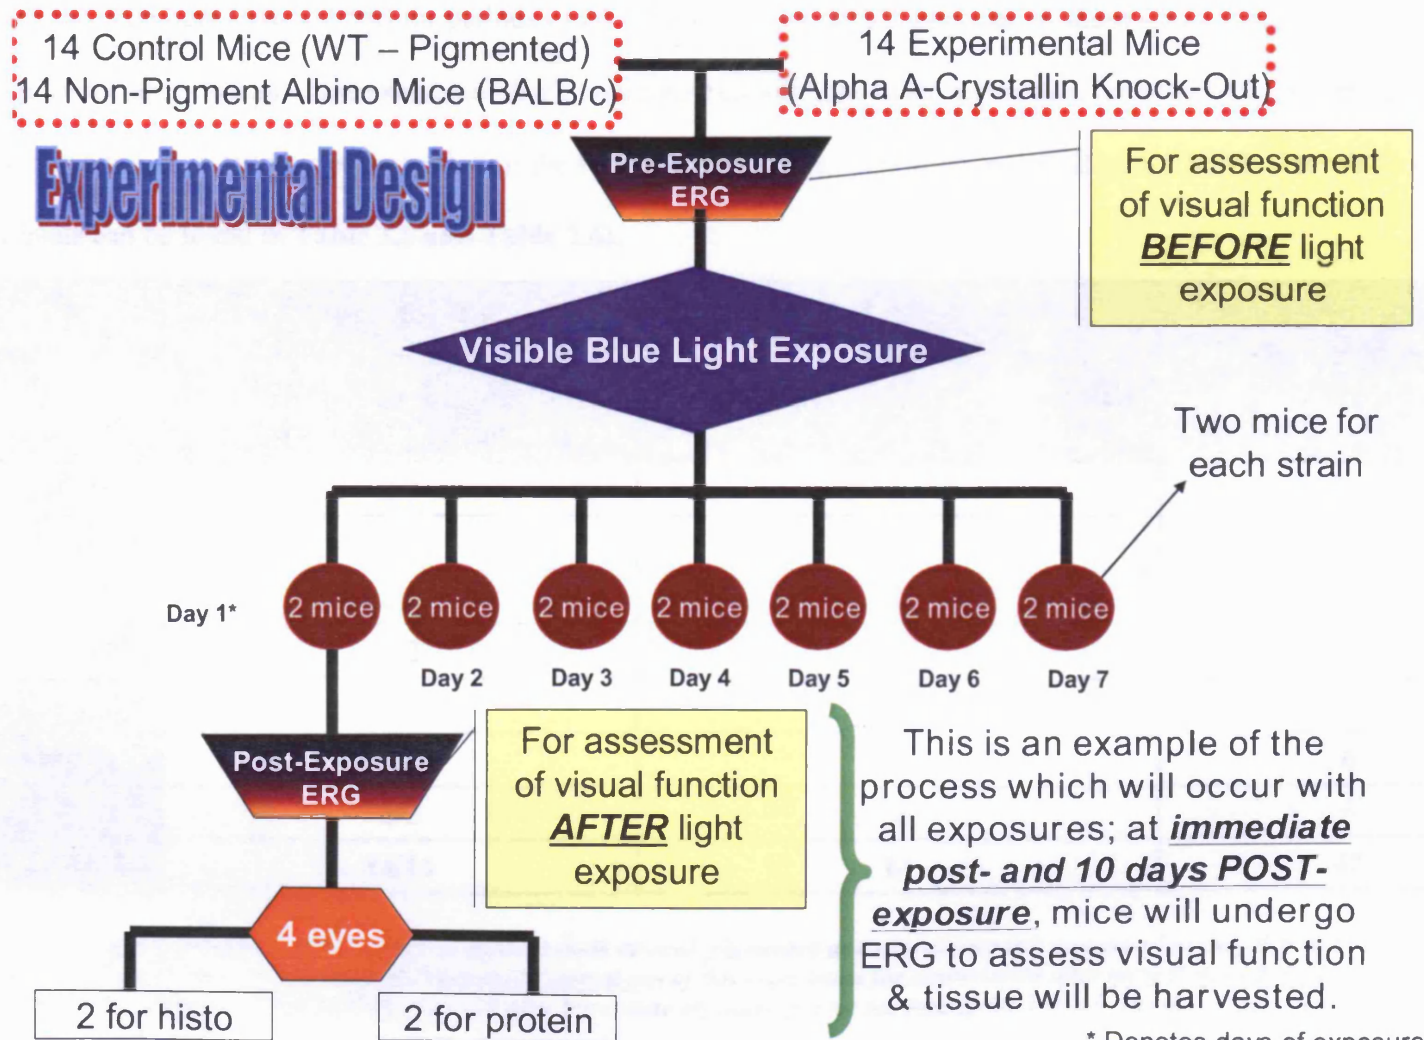 14 Control Mice (WT – Pigmented)
14 Non-Pigment Albino Mice (BALB/c)
14 Experimental Mice
(Alpha A-Crystallin Knock-Out)
Experimental Design
Pre-Exposure
ERG
For assessment
of visual function
BEFORE light
exposure
Visible Blue Light Exposure
Two mice for
each strain
Day 1*
2 mice
2 mice
2 mice
2 mice
2 mice
2 mice
2 mice
Day 2
Day 3
Day 4
Day 5
Day 6
Day 7
Post-Exposure
ERG
For assessment
of visual function
AFTER light
exposure
This is an example of the
process which will occur with
all exposures; at immediate
post- and 10 days POST-
exposure, mice will undergo
ERG to assess visual function
& tissue will be harvested.
4 eyes
2 for histo
2 for protein
* Denotes days of exposure